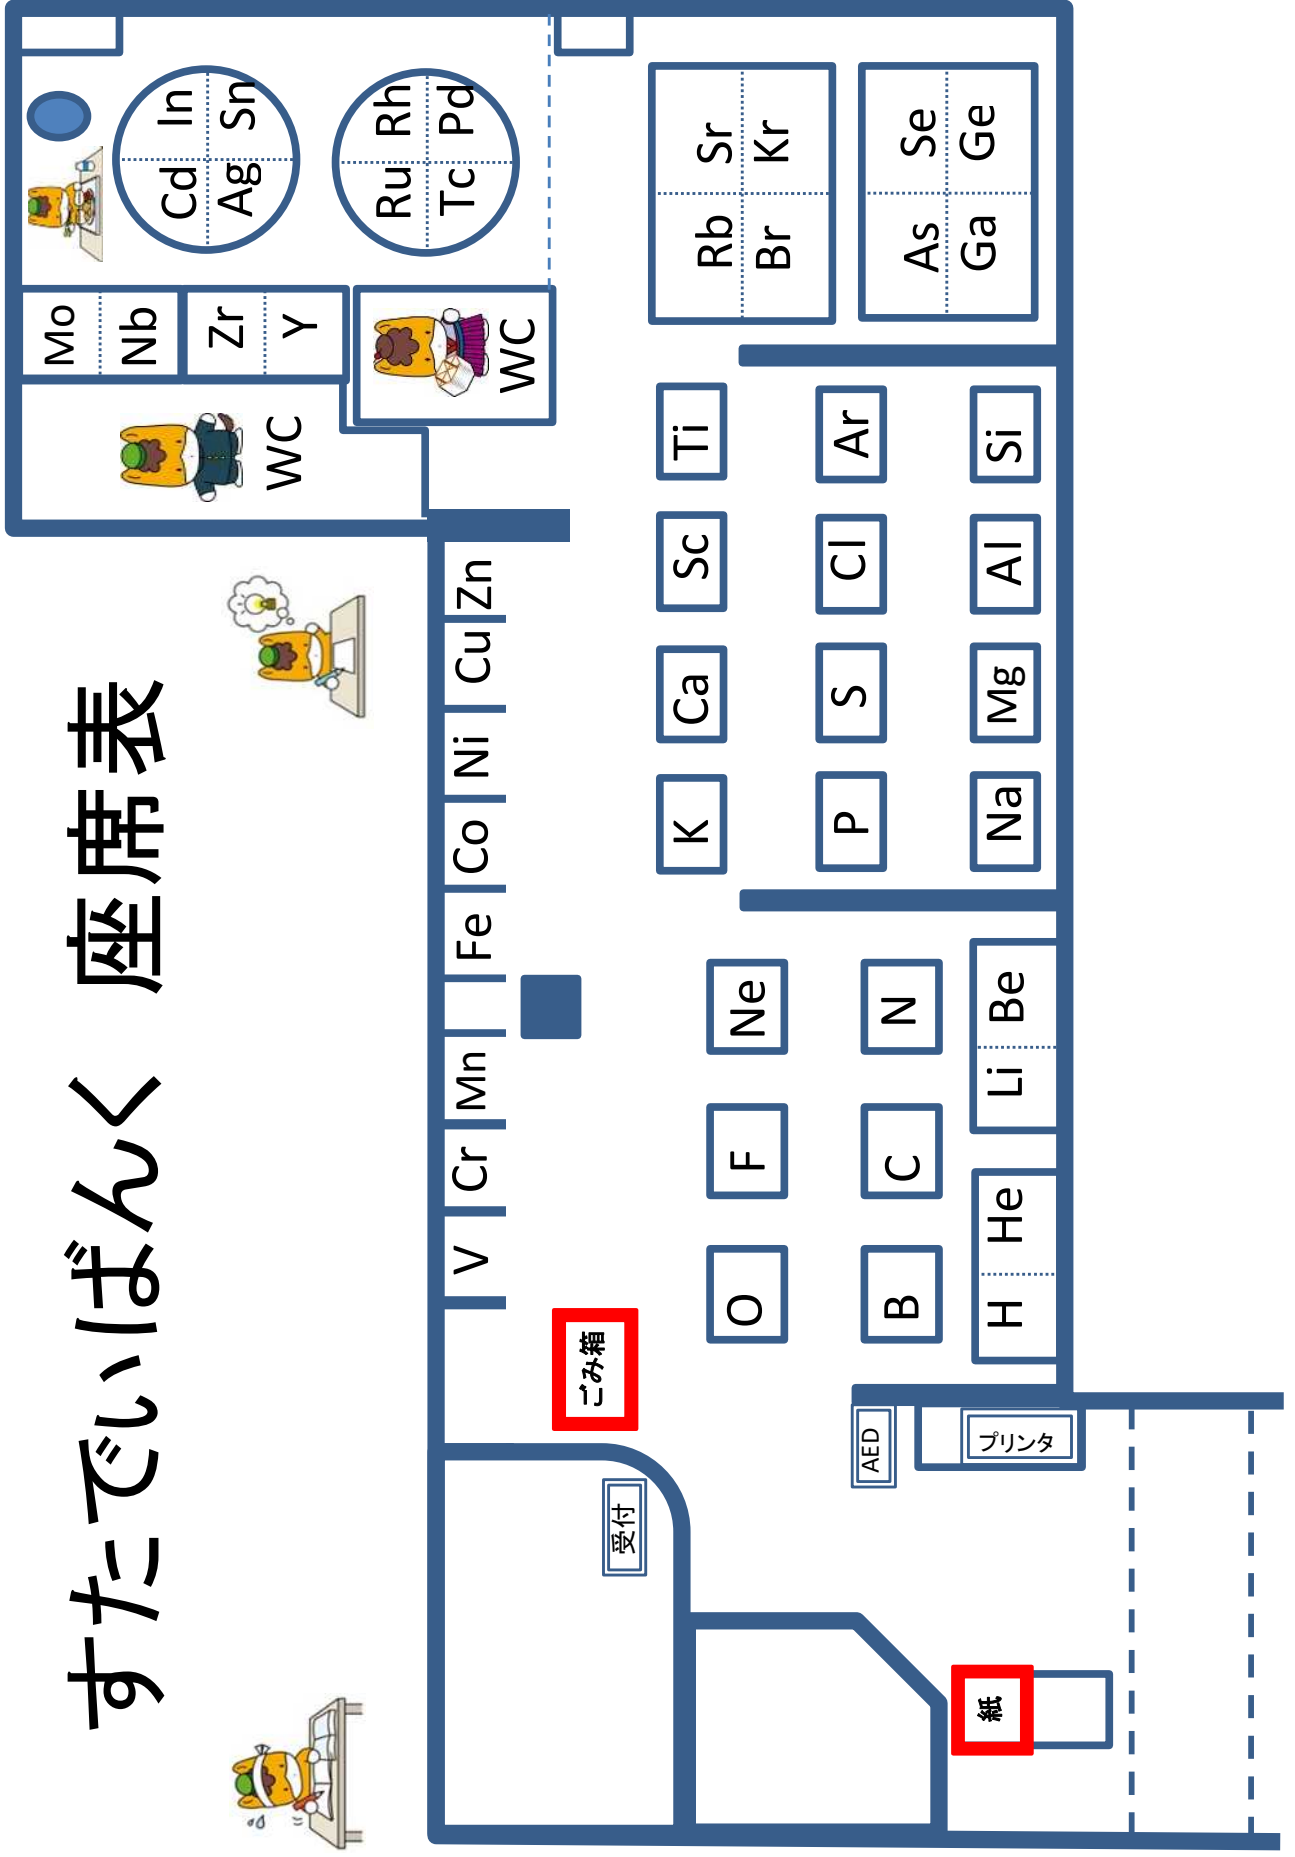 すたでぃばんく 座席表
Mo
Nb
Zr
Y
WC
WC
Cd In
Ag Sn
Ru Rh
Tc Pd
V Cr Mn Fe Co Ni Cu Zn
ごみ箱
受付
O F Ne
B C N
H He Li Be
K Ca Sc Ti
P S Cl Ar
Na Mg Al Si
Rb Sr
Br Kr
As Se
Ga Ge
AED
プリンタ
紙